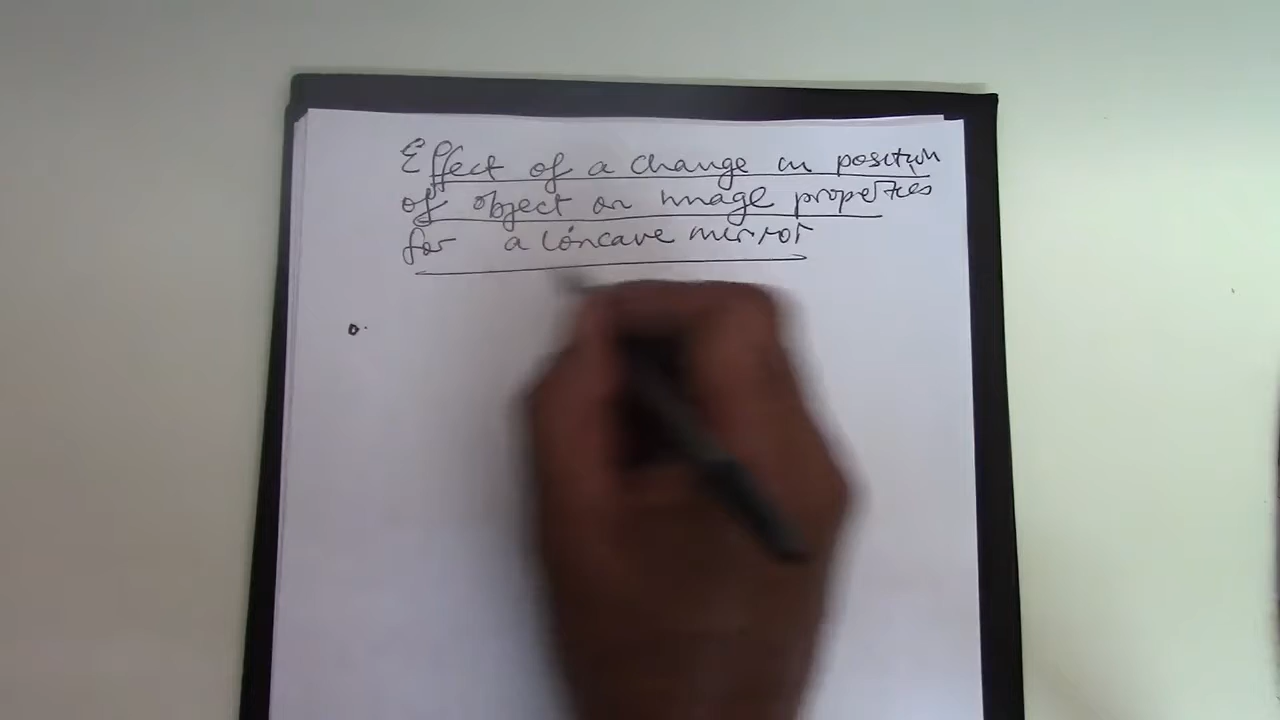 Effect of a change in position
of object on image properties
for a concave mirror